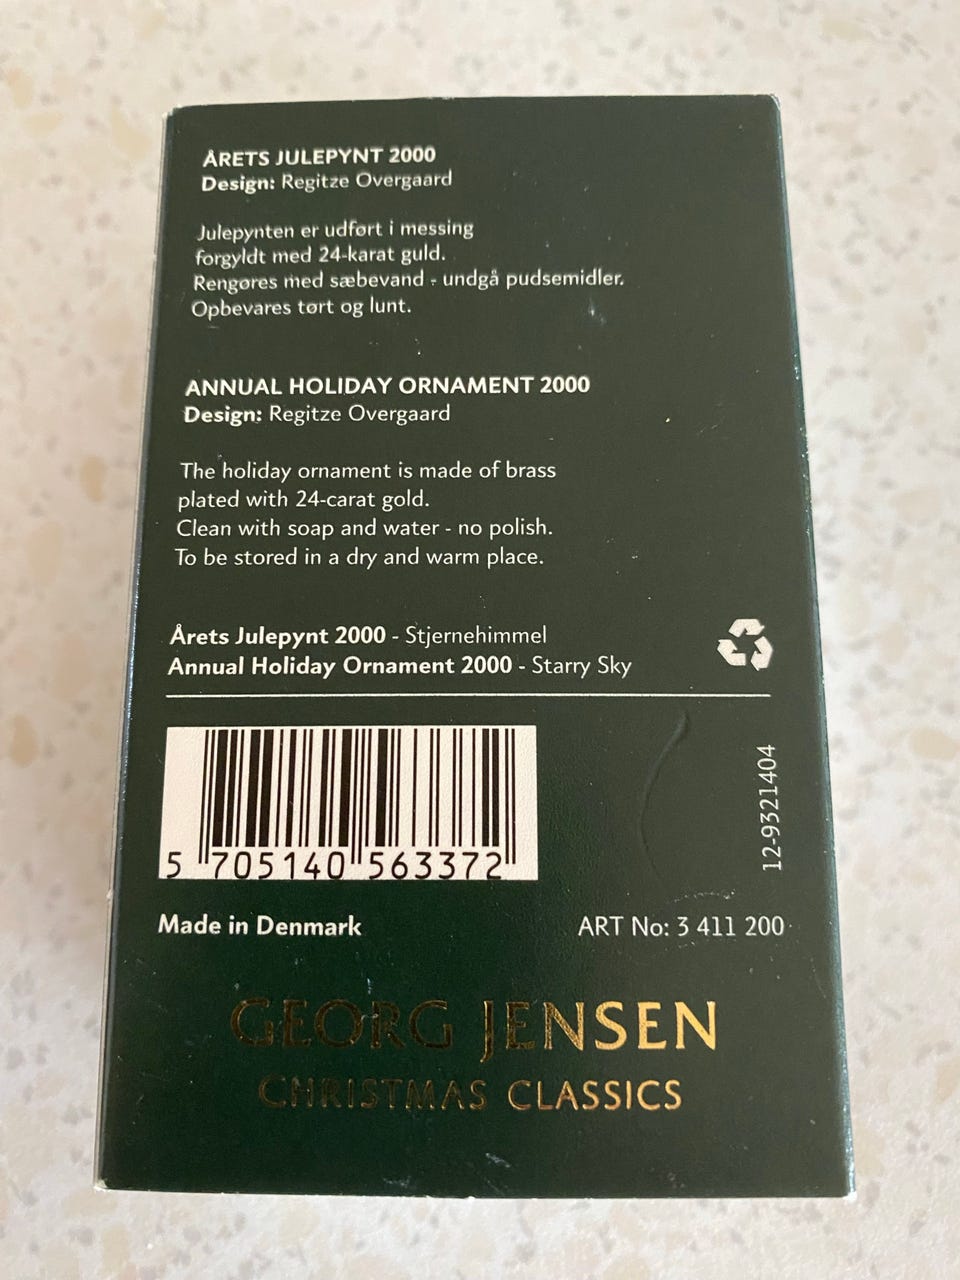 ÅRETS JULEPYNT 2000
Design: Regitze Overgaard
Julepynten er udført i messing
forgyldt med 24-karat guld.
Rengøres med sæbevand - undgå pudsemidler.
Opbevares tørt og lunt.
ANNUAL HOLIDAY ORNAMENT 2000
Design: Regitze Overgaard
The holiday ornament is made of brass
plated with 24-carat gold.
Clean with soap and water - no polish.
To be stored in a dry and warm place.
Årets Julepynt 2000 - Stjernehimmel
Annual Holiday Ornament 2000 - Starry Sky
5 705140 563372
12-9321404
Made in Denmark
ART No: 3 411 200
GEORG JENSEN
CHRISTMAS CLASSICS